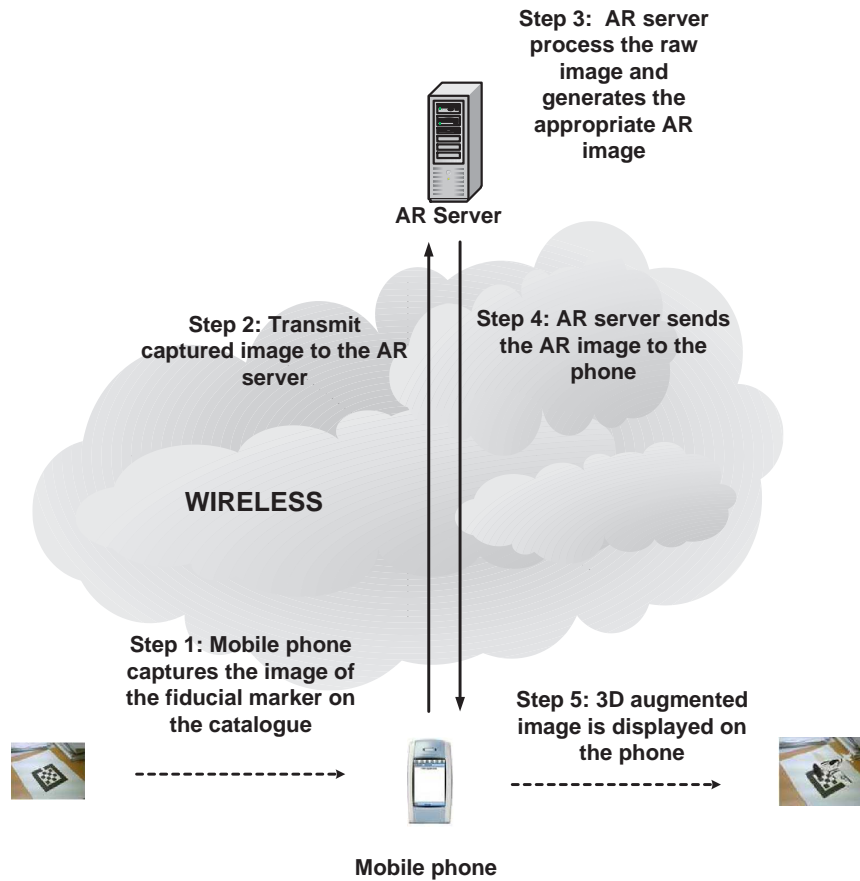 Step 3:  AR server
process the raw
image and
generates the
appropriate AR
image
AR Server
Step 2: Transmit
captured image to the AR
server
Step 4: AR server sends
the AR image to the
phone
WIRELESS
Step 1: Mobile phone
captures the image of
the fiducial marker on
the catalogue
Step 5: 3D augmented
image is displayed on
the phone
Mobile phone